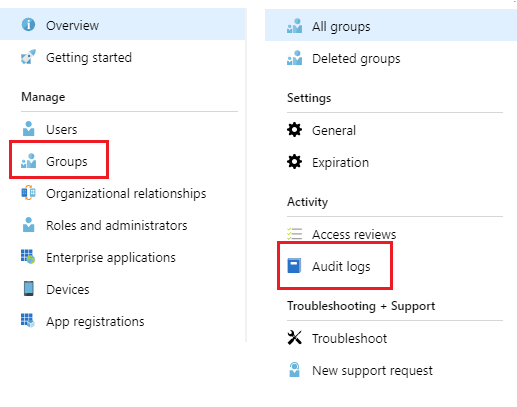 Overview
Getting started
Manage
Users
Groups
Organizational relationships
Roles and administrators
Enterprise applications
Devices
App registrations
All groups
Deleted groups
Settings
General
Expiration
Activity
Access reviews
Audit logs
Troubleshooting + Support
Troubleshoot
New support request